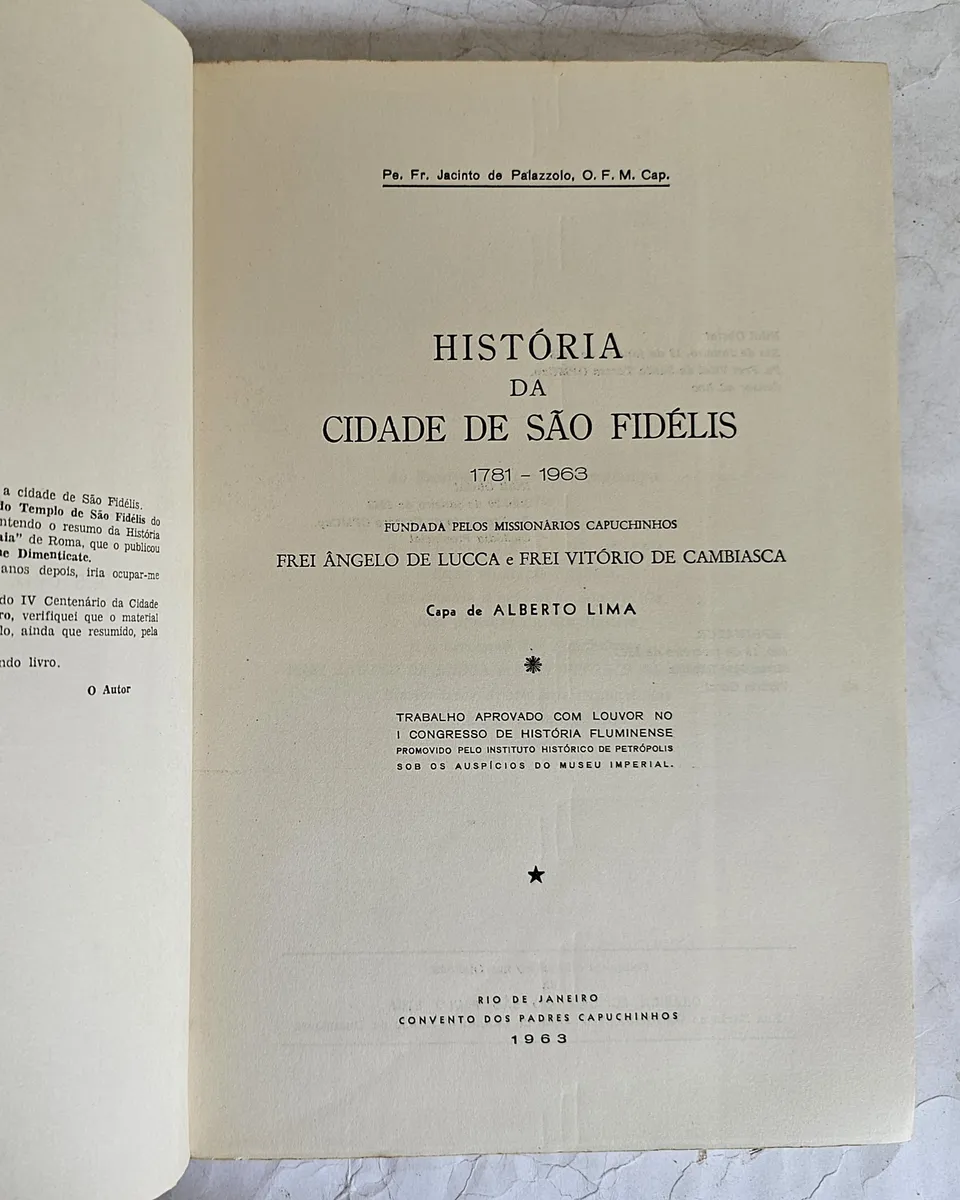 a cidade de São Fidélis.
do Templo de São Fidélis do
ntendo o resumo da História
de Roma, que o publicou
Dimenticate.
anos depois, iria ocupar-me
do IV Centenário da Cidade
ro, verifiquei que o material
lo, ainda que resumido, pela
ndo livro.
O Autor
Pe. Fr. Jacinto de Palazzolo, O. F. M. Cap.
HISTÓRIA
DA
CIDADE DE SÃO FIDÉLIS
1781 - 1963
FUNDADA PELOS MISSIONÁRIOS CAPUCHINHOS
FREI ÂNGELO DE LUCCA e FREI VITÓRIO DE CAMBIASCA
Capa de ALBERTO LIMA
TRABALHO APROVADO COM LOUVOR NO
I CONGRESSO DE HISTÓRIA FLUMINENSE
PROMOVIDO PELO INSTITUTO HISTÓRICO DE PETRÓPOLIS
SOB OS AUSPÍCIOS DO MUSEU IMPERIAL.
RIO DE JANEIRO
CONVENTO DOS PADRES CAPUCHINHOS
1963